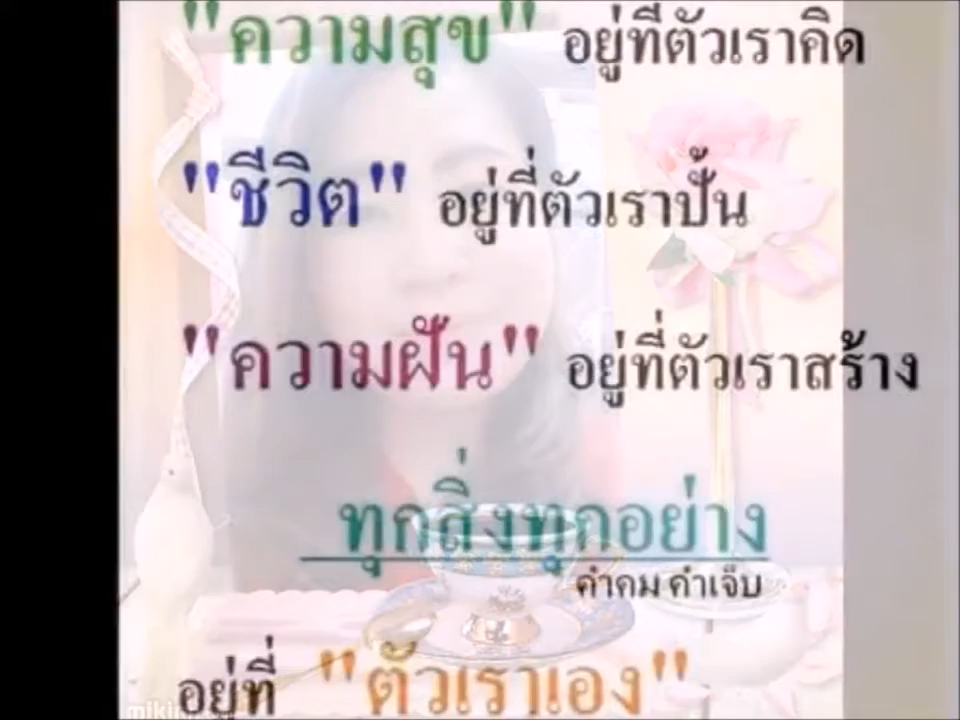 "ความสุข" อยู่ที่ตัวเราคิด
"ชีวิต" อยู่ที่ตัวเราปั้น
"ความฝัน" อยู่ที่ตัวเราสร้าง
ทุกสิ่งทุกอย่าง
คำคม คำเจ็บ
อยู่ที่ "ตัวเราเอง"